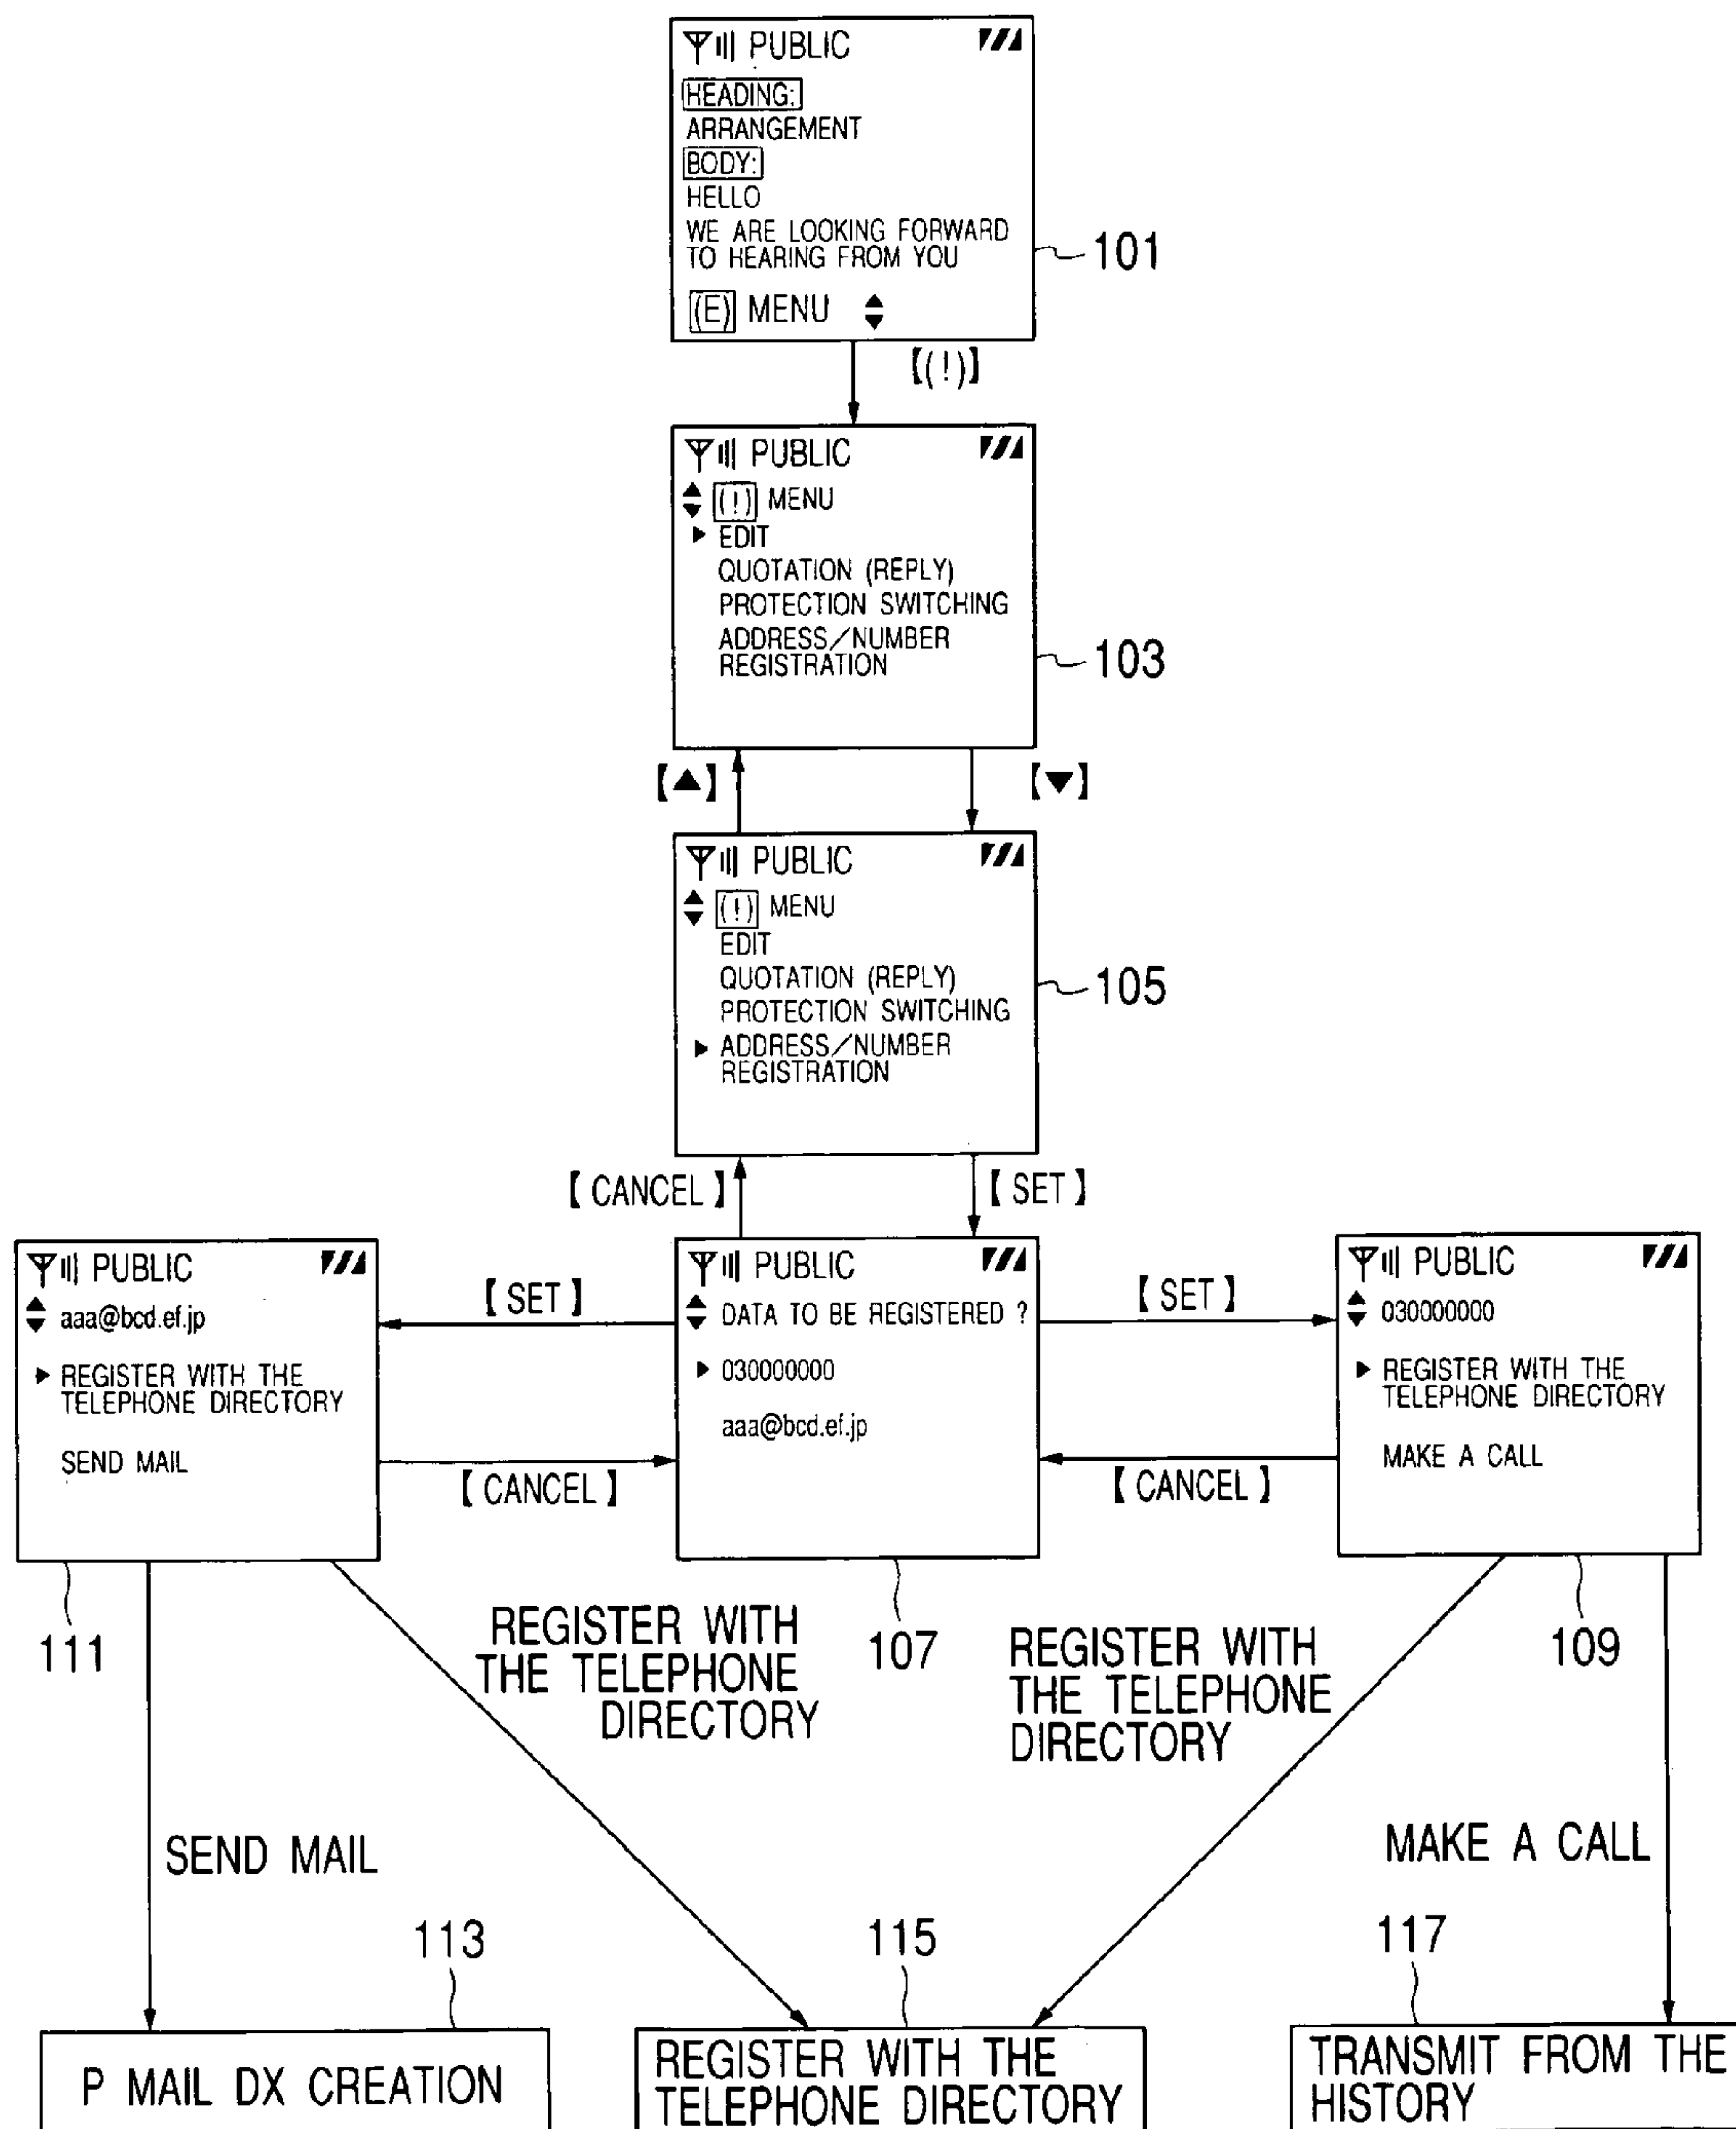 PUBLIC
HEADING:
ARRANGEMENT
BODY:
HELLO
WE ARE LOOKING FORWARD
TO HEARING FROM YOU
(E) MENU
101
【(!)】
PUBLIC
(!) MENU
EDIT
QUOTATION (REPLY)
PROTECTION SWITCHING
ADDRESS/NUMBER
REGISTRATION
103
【▲】
【▼】
PUBLIC
(!) MENU
EDIT
QUOTATION (REPLY)
PROTECTION SWITCHING
ADDRESS/NUMBER
REGISTRATION
105
【CANCEL】
【SET】
PUBLIC
aaa@bcd.ef.jp
REGISTER WITH THE
TELEPHONE DIRECTORY
SEND MAIL
111
【SET】
【CANCEL】
PUBLIC
DATA TO BE REGISTERED ?
030000000
aaa@bcd.ef.jp
107
【SET】
【CANCEL】
PUBLIC
030000000
REGISTER WITH THE
TELEPHONE DIRECTORY
MAKE A CALL
109
REGISTER WITH
THE TELEPHONE
DIRECTORY
REGISTER WITH
THE TELEPHONE
DIRECTORY
SEND MAIL
MAKE A CALL
113
115
117
P MAIL DX CREATION
REGISTER WITH THE
TELEPHONE DIRECTORY
TRANSMIT FROM THE
HISTORY